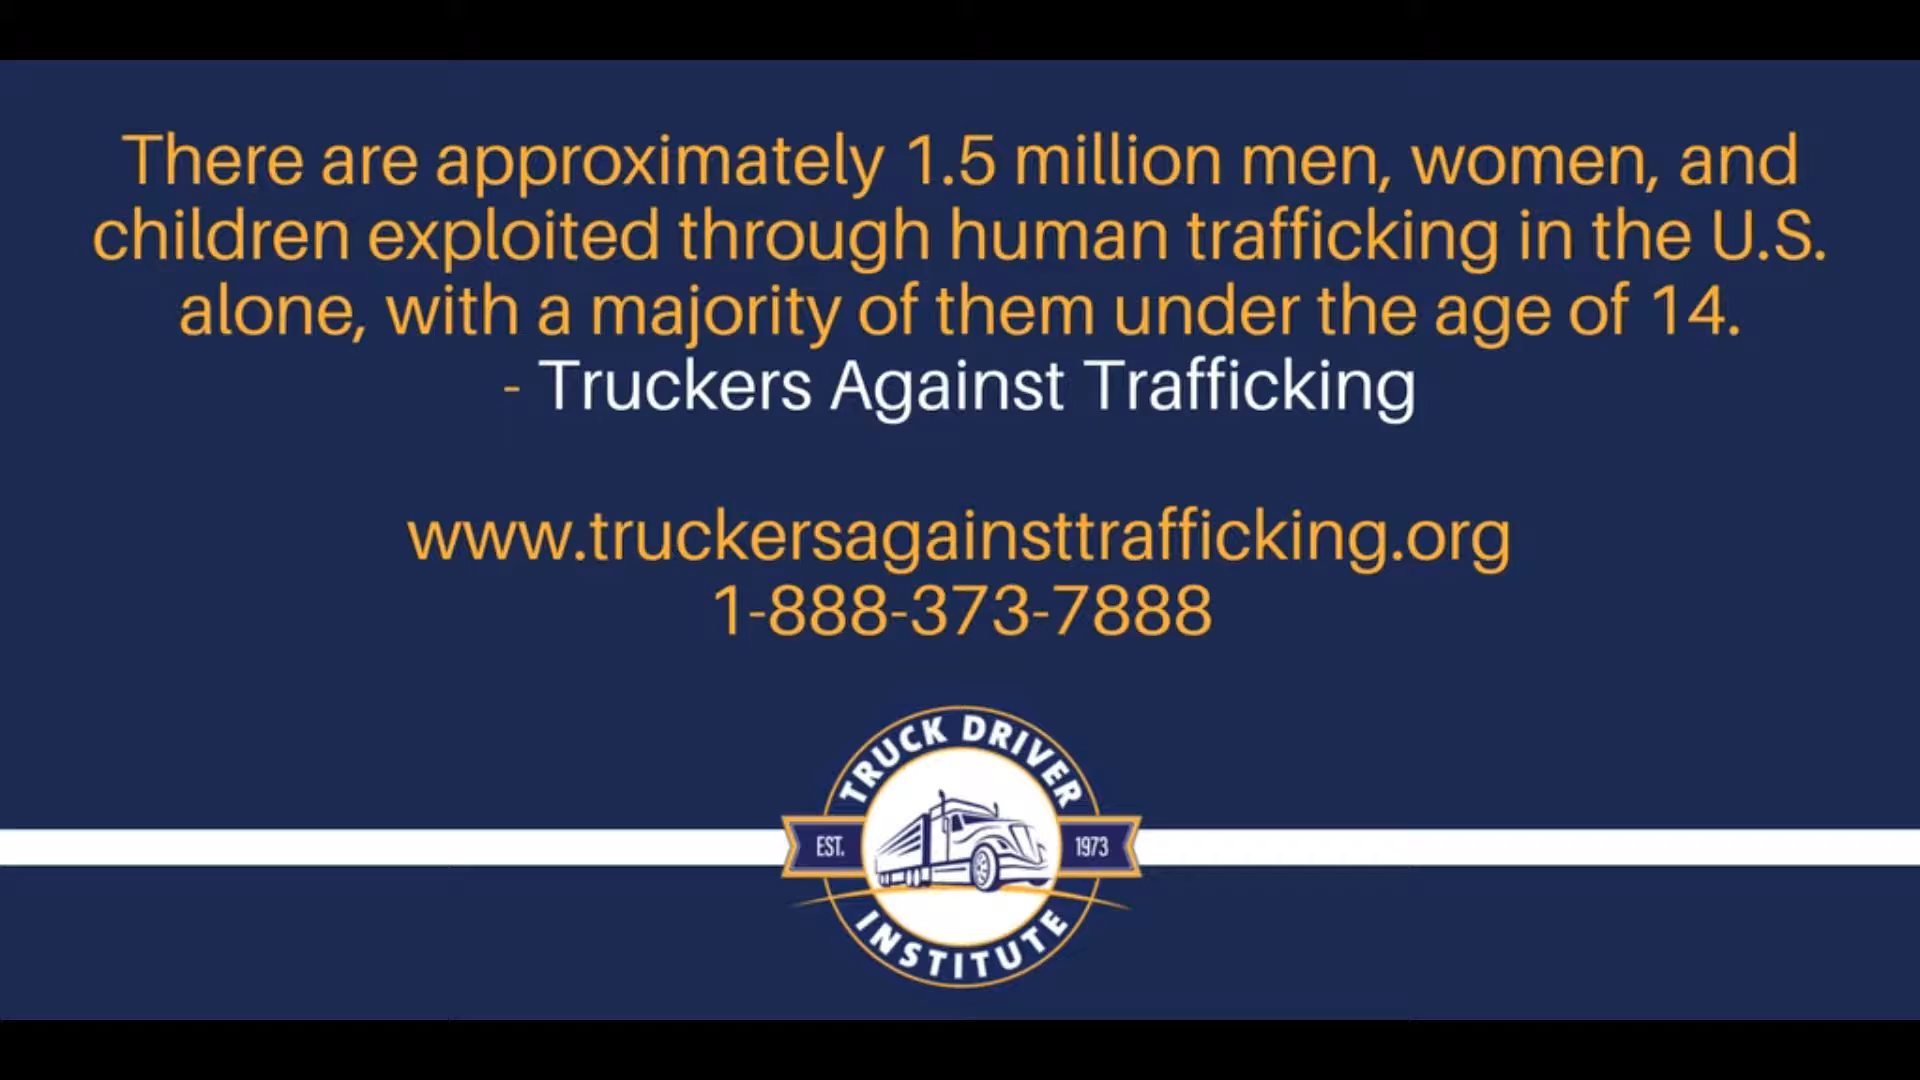 There are approximately 1.5 million men, women, and
children exploited through human trafficking in the U.S.
alone, with a majority of them under the age of 14.
- Truckers Against Trafficking
www.truckersagainsttrafficking.org
1-888-373-7888
TRUCK DRIVER
EST. 1973
INSTITUTE